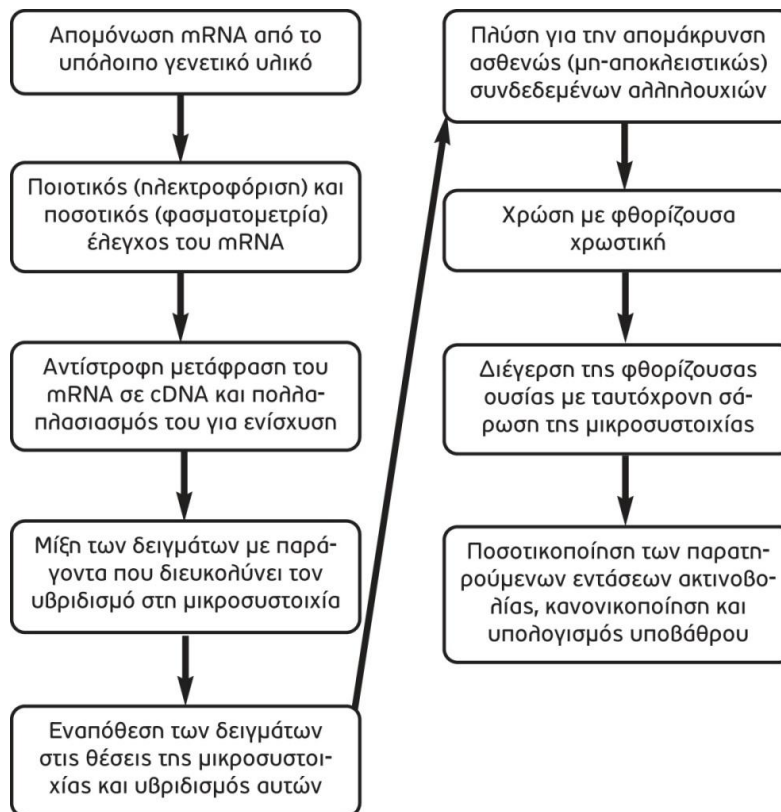 Απομόνωση mRNA από το
υπόλοιπο γενετικό υλικό
Ποιοτικός (ηλεκτροφόριση) και
ποσοτικός (φασματομετρία)
έλεγχος του mRNA
Αντίστροφη μετάφραση του
mRNA σε cDNA και πολλα-
πλασιασμός του για ενίσχυση
Μίξη των δειγμάτων με παρά-
γοντα που διευκολύνει τον
υβριδισμό στη μικροσυστοιχία
Εναπόθεση των δειγμάτων
στις θέσεις της μικροσυστοι-
χίας και υβριδισμός αυτών
Πλύση για την απομάκρυνση
ασθενώς (μη-αποκλειστικώς)
συνδεδεμένων αλληλουχιών
Χρώση με φθορίζουσα
χρωστική
Διέγερση της φθορίζουσας
ουσίας με ταυτόχρονη σά-
ρωση της μικροσυστοιχίας
Ποσοτικοποίηση των παρατη-
ρούμενων εντάσεων ακτινοβο-
λίας, κανονικοποίηση και
υπολογισμός υποβάθρου